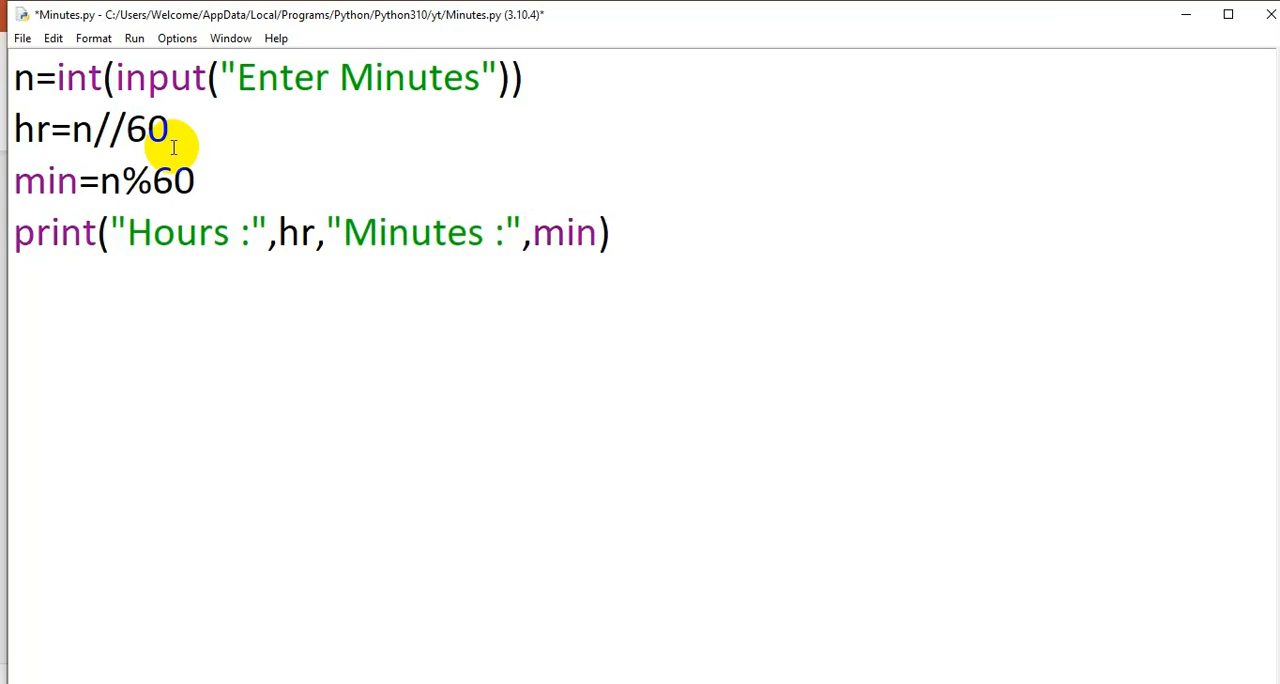 *Minutes.py - C:/Users/Welcome/AppData/Local/Programs/Python/Python310/yt/Minutes.py (3.10.4)*
File Edit Format Run Options Window Help
n=int(input("Enter Minutes"))
hr=n//60
min=n%60
print("Hours :",hr,"Minutes :",min)